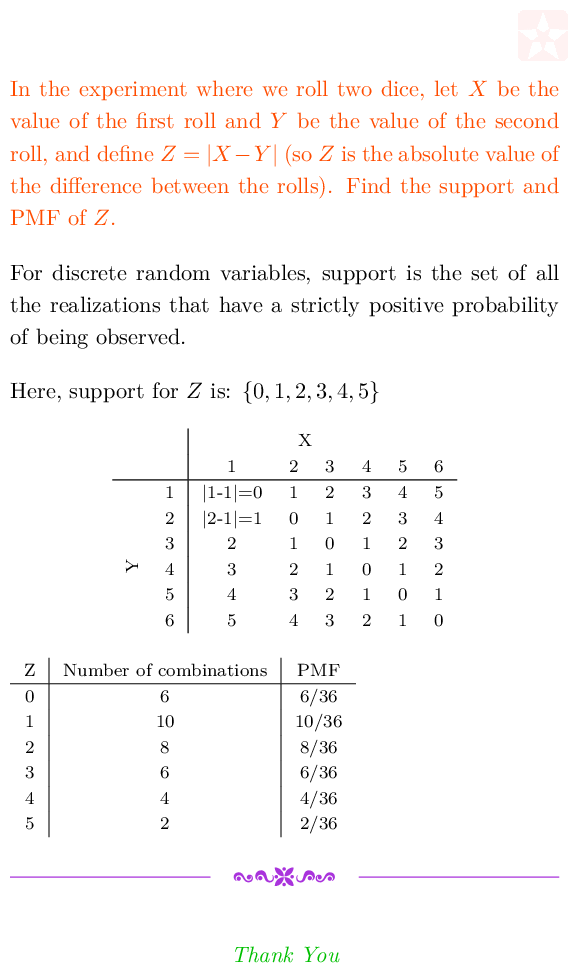 In the experiment where we roll two dice, let X be the
value of the first roll and Y be the value of the second
roll, and define Z = |X − Y| (so Z is the absolute value of
the difference between the rolls). Find the support and
PMF of Z.
For discrete random variables, support is the set of all
the realizations that have a strictly positive probability
of being observed.
Here, support for Z is: {0, 1, 2, 3, 4, 5}
X
1 2 3 4 5 6
1 |1-1|=0 1 2 3 4 5
2 |2-1|=1 0 1 2 3 4
3 2 1 0 1 2 3
Y 4 3 2 1 0 1 2
5 4 3 2 1 0 1
6 5 4 3 2 1 0
Z Number of combinations PMF
0 6 6/36
1 10 10/36
2 8 8/36
3 6 6/36
4 4 4/36
5 2 2/36
Thank You